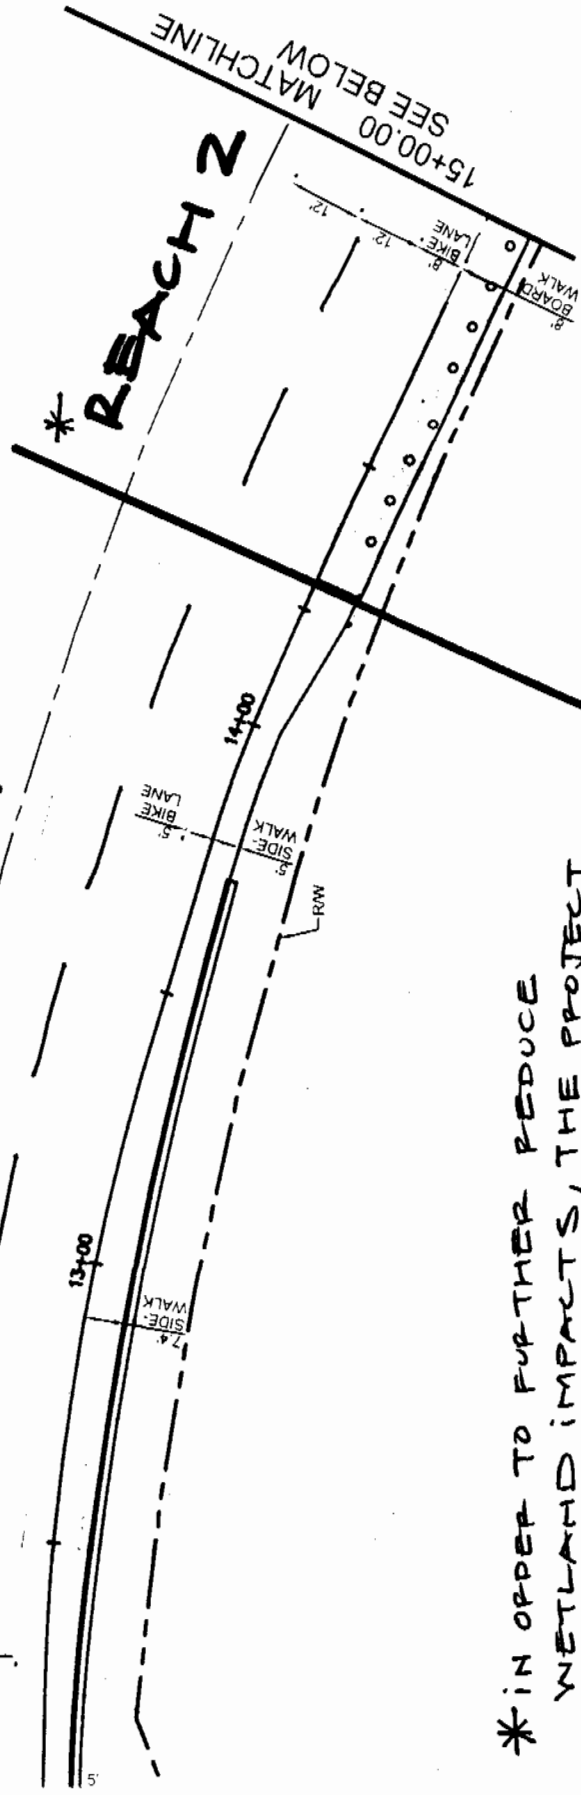 MATCHLINE
15+00.00
SEE BELOW
* REACH 2
12'
12'
8'
BIKE
LANE
8'
BOARD
WALK
14+00
5'
BIKE
LANE
5'
SIDE-
WALK
R/W
13+00
7.4'
SIDE-
WALK
5'
* IN ORDER TO FURTHER REDUCE
WETLAND IMPACTS, THE PROJECT